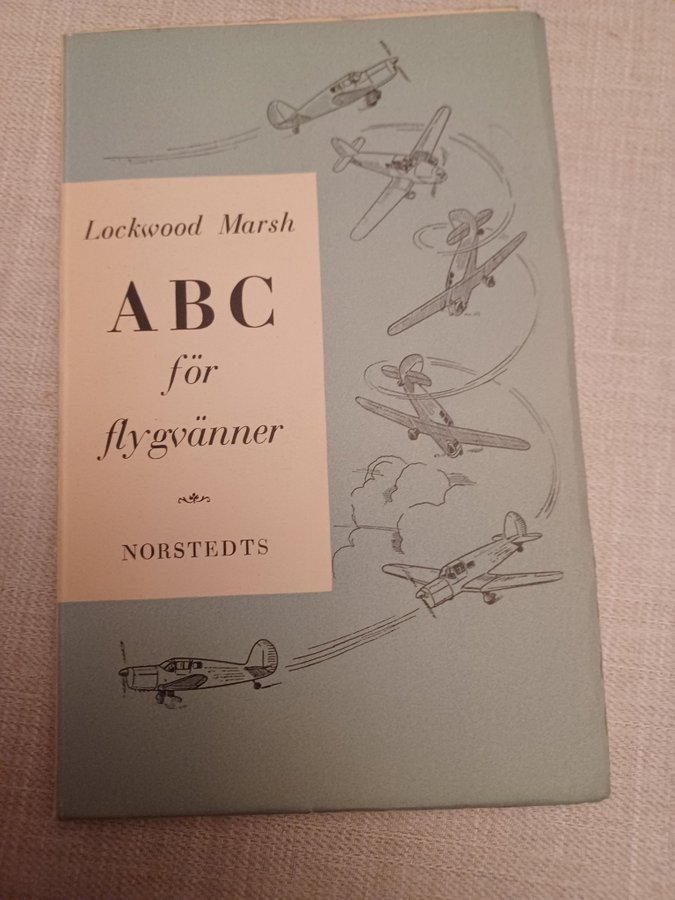 Lockwood Marsh
ABC
för
flygvänner
NORSTEDTS